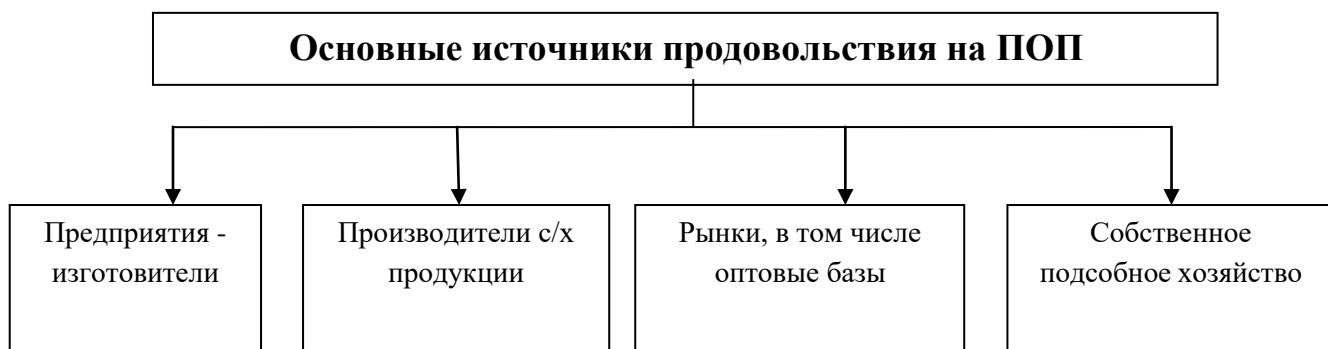 Основные источники продовольствия на ПОП
Предприятия -
изготовители
Производители с/х
продукции
Рынки, в том числе
оптовые базы
Собственное
подсобное хозяйство